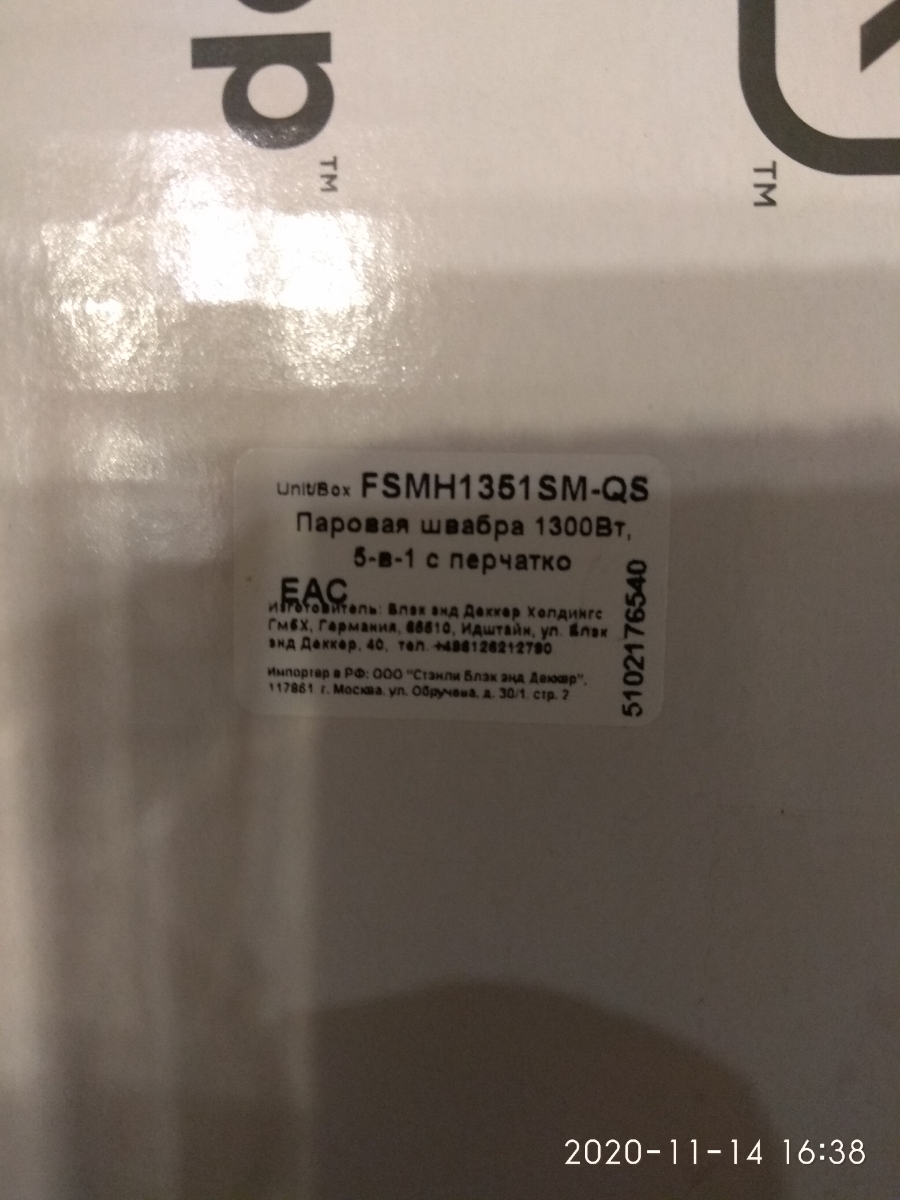 p
TM
TM
Unit/Box FSMH1351SM-QS
Паровая швабра 1300Вт,
5-в-1 с перчатко
EAC
Изготовитель: Блэк энд Деккер Холдингс
ГмбХ, Германия, 65510, Идштайн, ул. Блэк
энд Деккер, 40, тел. +496126212790
Импортер в РФ: ООО "Стэнли Блэк энд Деккер",
117861 г. Москва, ул. Обручева, д. 30/1, стр. 2
5102176540
2020-11-14 16:38